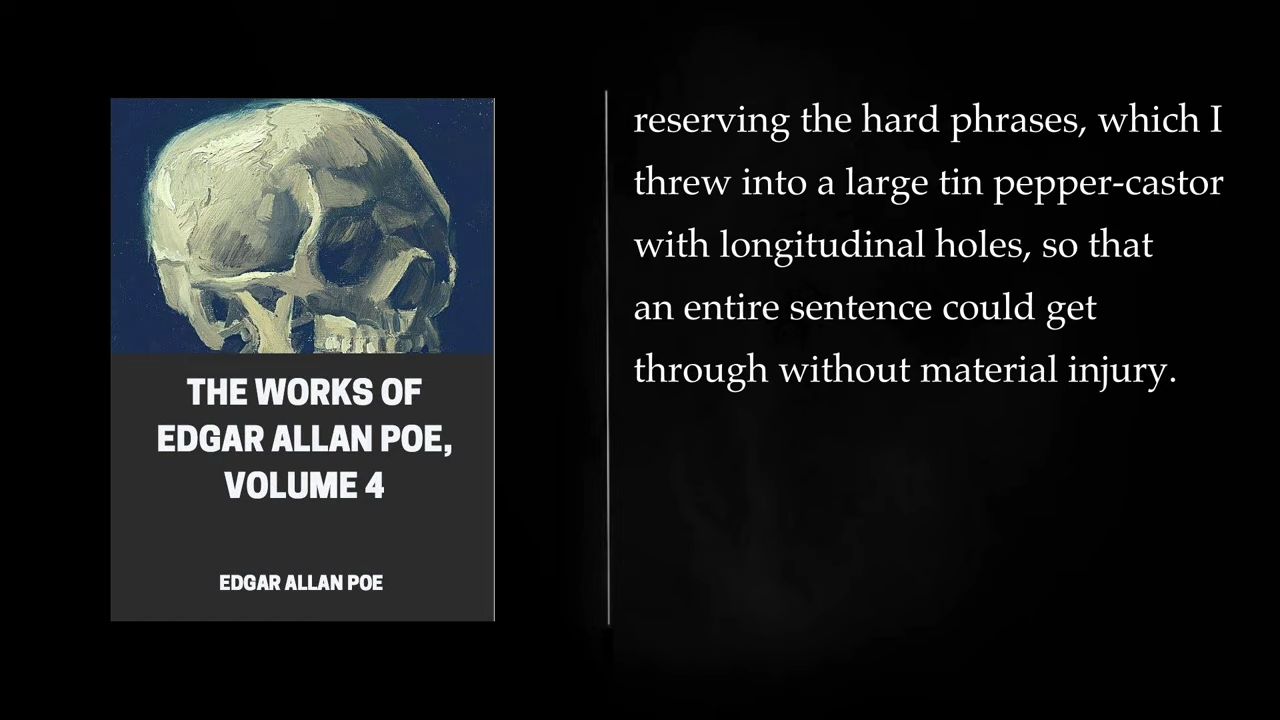 THE WORKS OF
EDGAR ALLAN POE,
VOLUME 4
EDGAR ALLAN POE
reserving the hard phrases, which I
threw into a large tin pepper-castor
with longitudinal holes, so that
an entire sentence could get
through without material injury.